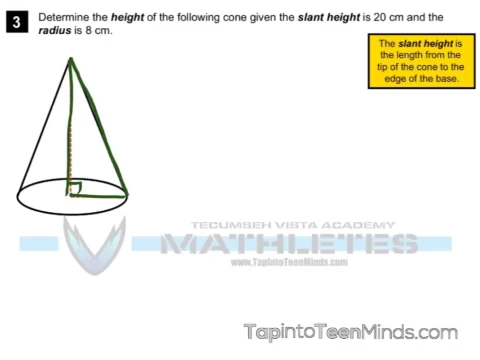 3
Determine the height of the following cone given the slant height is 20 cm and the
radius is 8 cm.
The slant height is
the length from the
tip of the cone to the
edge of the base.
TECUMSEH VISTA ACADEMY
MATHLETES
www.TapintoTeenMinds.com
TapintoTeenMinds.com